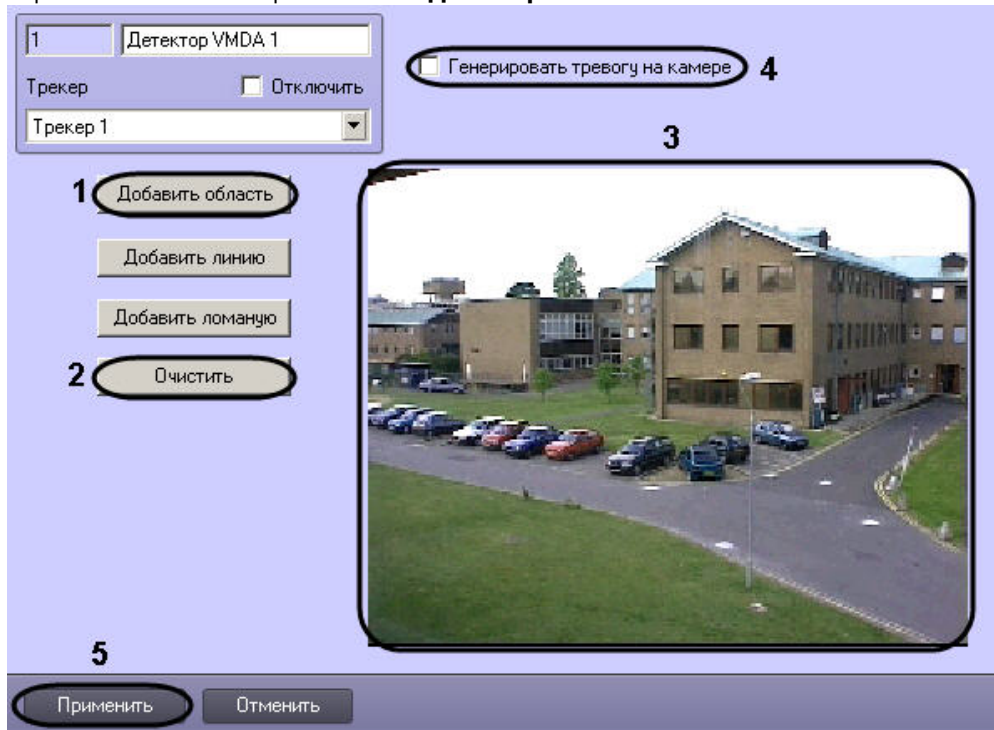 1 Детектор VMDA 1
Генерировать тревогу на камере 4
Трекер Отключить
Трекер 1
3
1 Добавить область
Добавить линию
Добавить ломаную
2 Очистить
5
Применить Отменить